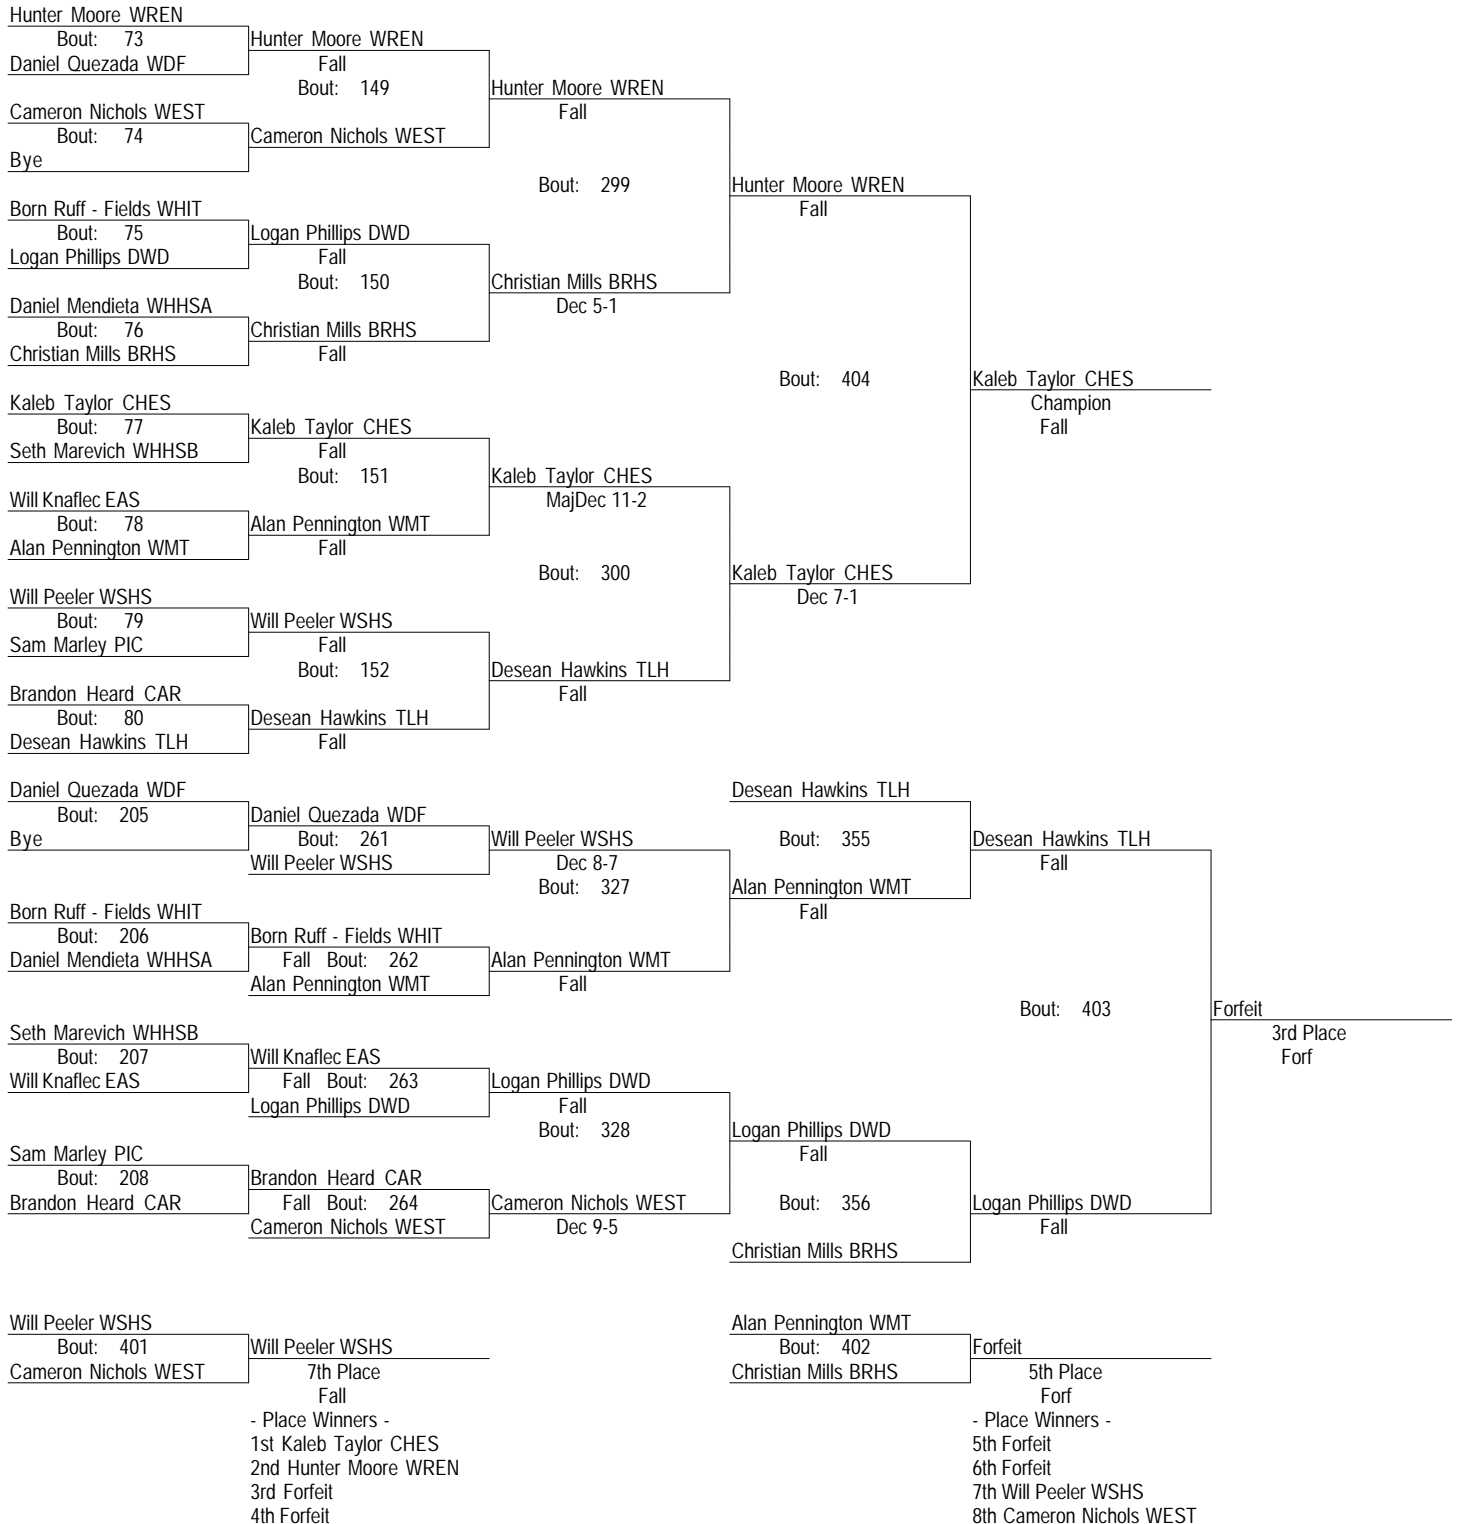 Hunter Moore WREN
Bout: 73 Hunter Moore WREN
Daniel Quezada WDF Fall
Bout: 149 Hunter Moore WREN
Cameron Nichols WEST Fall
Bout: 74 Cameron Nichols WEST
Bye
Bout: 299 Hunter Moore WREN
Born Ruff - Fields WHIT Fall
Bout: 75 Logan Phillips DWD
Logan Phillips DWD Fall
Bout: 150 Christian Mills BRHS
Daniel Mendieta WHHSA Dec 5-1
Bout: 76 Christian Mills BRHS
Christian Mills BRHS Fall
Bout: 404 Kaleb Taylor CHES
Kaleb Taylor CHES Champion
Bout: 77 Kaleb Taylor CHES Fall
Seth Marevich WHHSB Fall
Bout: 151 Kaleb Taylor CHES
Will Knaflec EAS MajDec 11-2
Bout: 78 Alan Pennington WMT
Alan Pennington WMT Fall
Bout: 300 Kaleb Taylor CHES
Will Peeler WSHS Dec 7-1
Bout: 79 Will Peeler WSHS
Sam Marley PIC Fall
Bout: 152 Desean Hawkins TLH
Brandon Heard CAR Fall
Bout: 80 Desean Hawkins TLH
Desean Hawkins TLH Fall
Daniel Quezada WDF Desean Hawkins TLH
Bout: 205 Daniel Quezada WDF
Bye Bout: 261 Will Peeler WSHS Bout: 355 Desean Hawkins TLH
Will Peeler WSHS Dec 8-7 Fall
Bout: 327 Alan Pennington WMT
Born Ruff - Fields WHIT Fall
Bout: 206 Born Ruff - Fields WHIT
Daniel Mendieta WHHSA Fall Bout: 262 Alan Pennington WMT
Alan Pennington WMT Fall
Bout: 403 Forfeit
Seth Marevich WHHSB 3rd Place
Bout: 207 Will Knaflec EAS Forf
Will Knaflec EAS Fall Bout: 263 Logan Phillips DWD
Logan Phillips DWD Fall
Bout: 328 Logan Phillips DWD
Sam Marley PIC Fall
Bout: 208 Brandon Heard CAR
Brandon Heard CAR Fall Bout: 264 Cameron Nichols WEST Bout: 356 Logan Phillips DWD
Cameron Nichols WEST Dec 9-5 Fall
Christian Mills BRHS
Will Peeler WSHS Alan Pennington WMT
Bout: 401 Will Peeler WSHS Bout: 402 Forfeit
Cameron Nichols WEST 7th Place Christian Mills BRHS 5th Place
Fall Forf
- Place Winners - - Place Winners -
1st Kaleb Taylor CHES 5th Forfeit
2nd Hunter Moore WREN 6th Forfeit
3rd Forfeit 7th Will Peeler WSHS
4th Forfeit 8th Cameron Nichols WEST